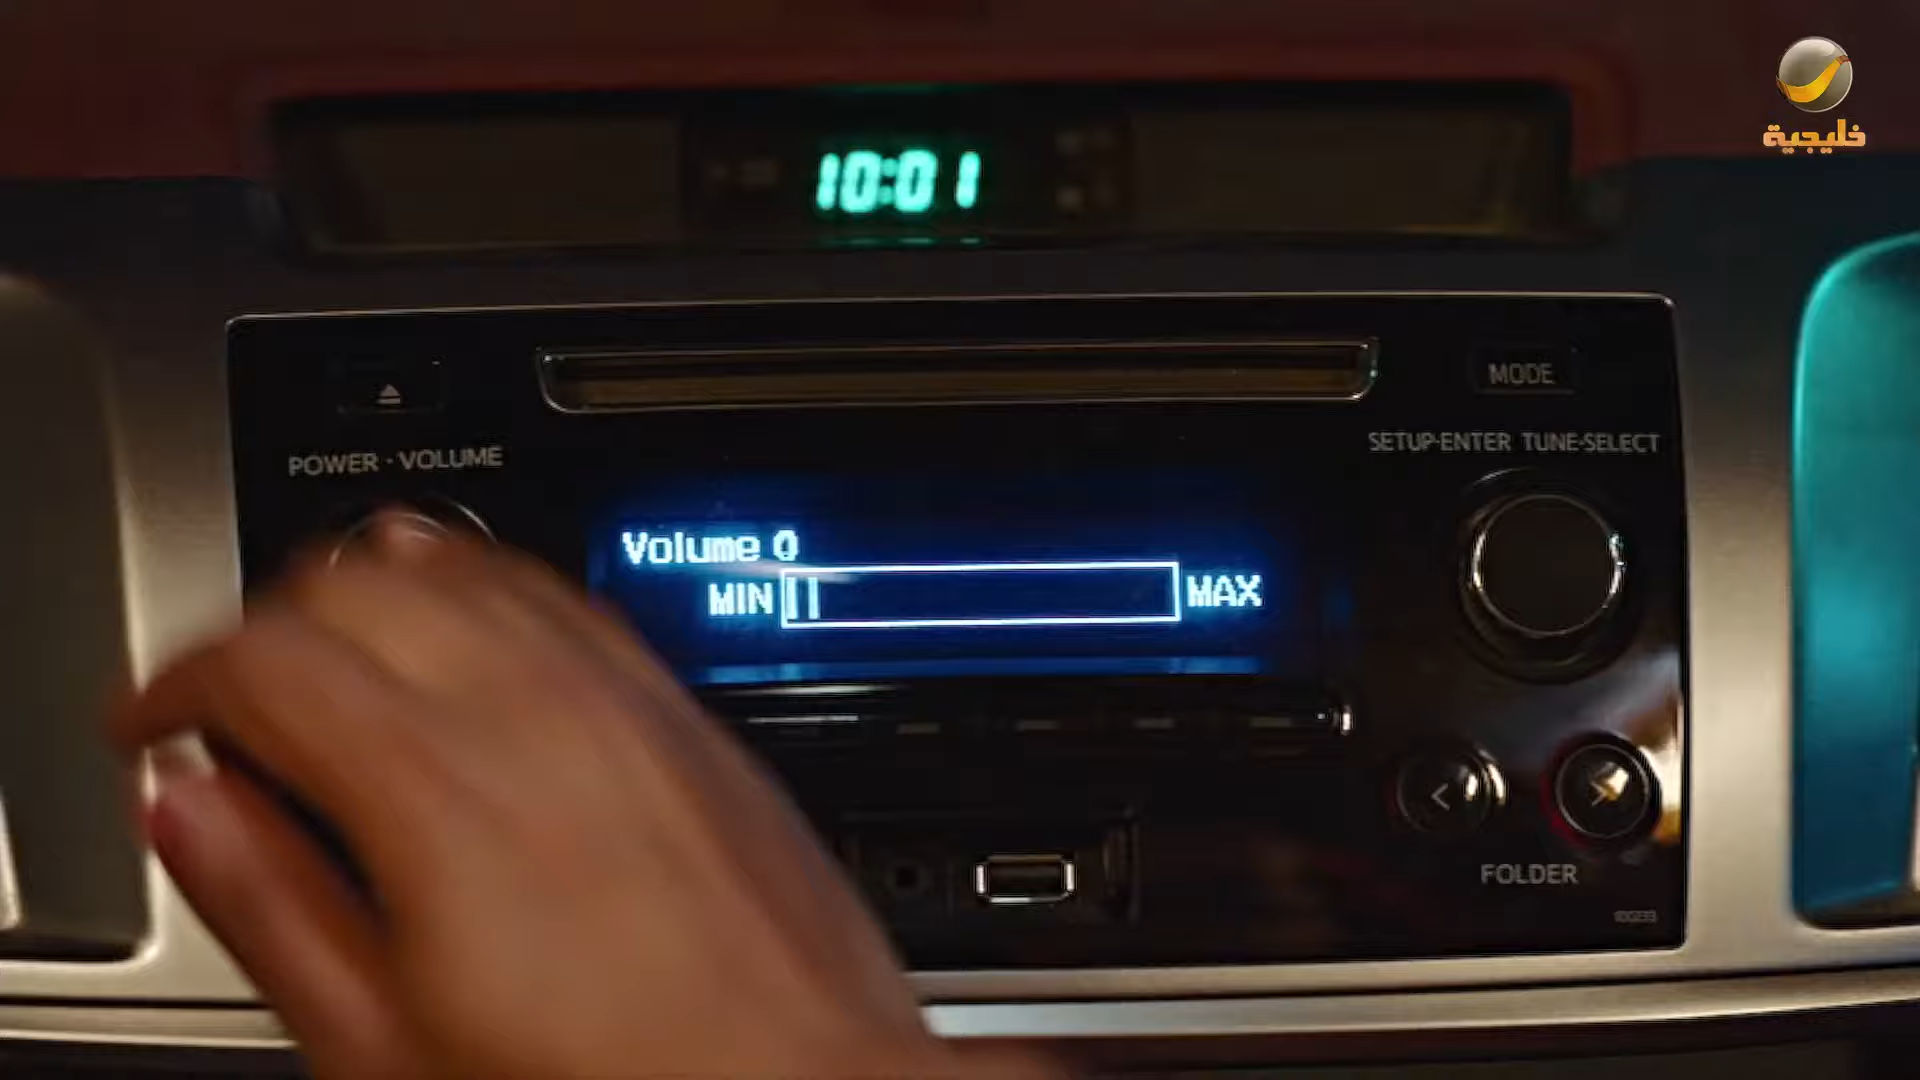 خليجية
10:01
MODE
POWER · VOLUME
SETUP·ENTER TUNE·SELECT
Volume 0
MIN MAX
FOLDER